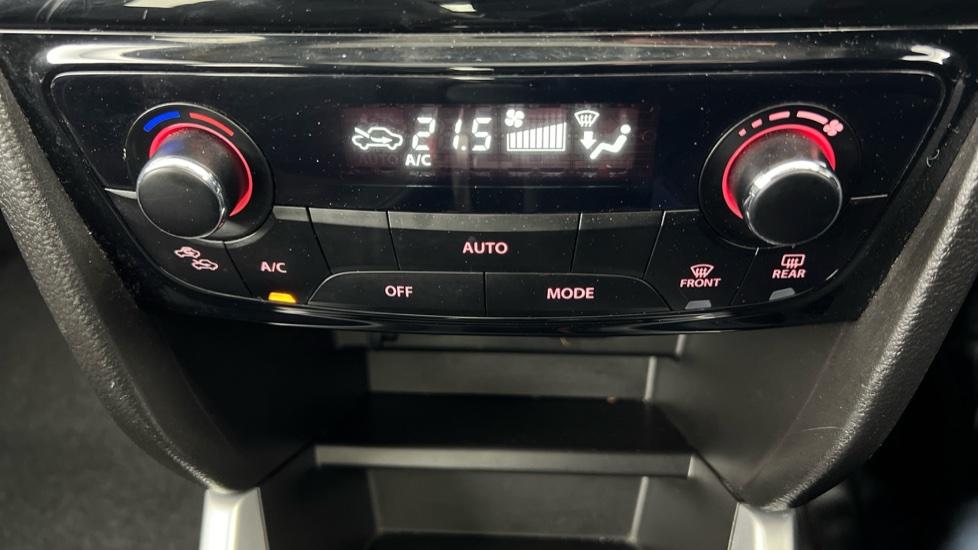 21.5
A/C
A/C
AUTO
OFF
MODE
FRONT
REAR